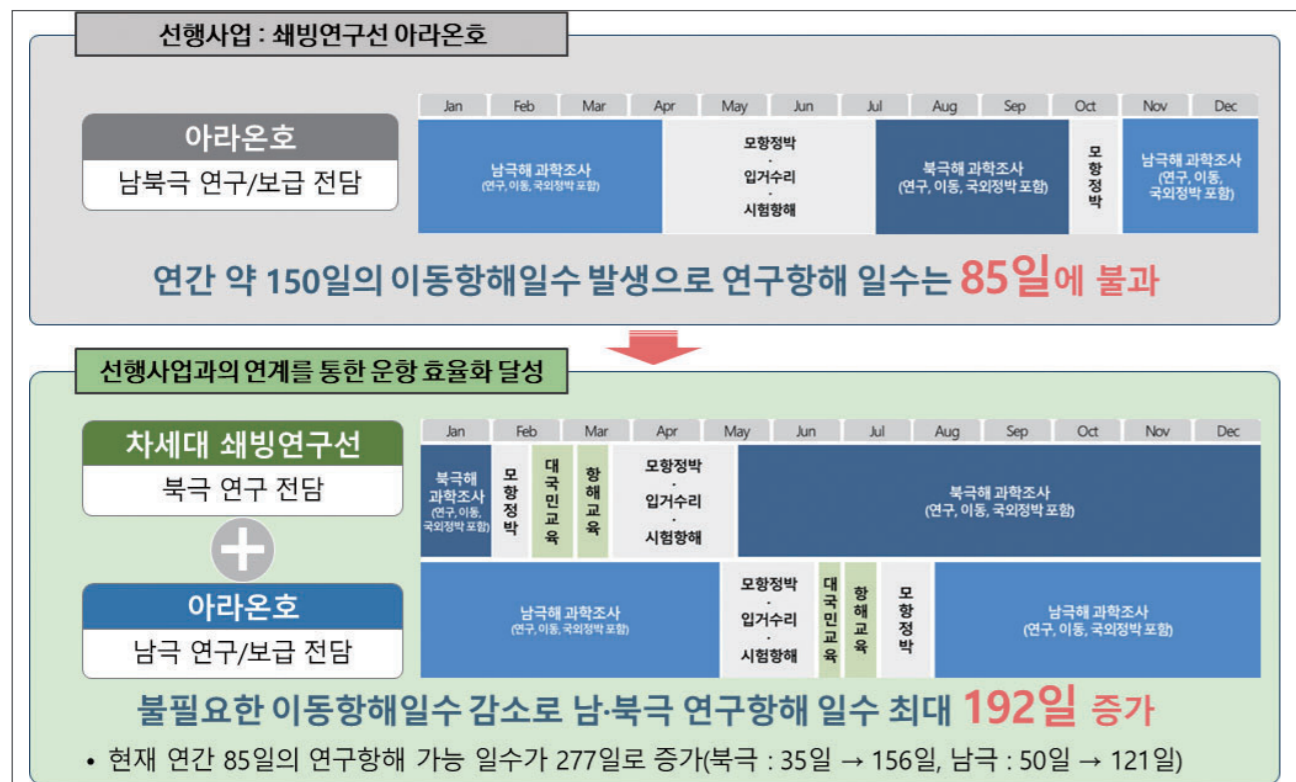 선행사업 : 쇄빙연구선 아라온호
Jan Feb Mar Apr May Jun Jul Aug Sep Oct Nov Dec
아라온호
남북극 연구/보급 전담
남극해 과학조사
(연구, 이동, 국외정박 포함)
모항정박
·
입거수리
·
시험항해
북극해 과학조사
(연구, 이동, 국외정박 포함)
모
항
정
박
남극해 과학조사
(연구, 이동,
국외정박 포함)
연간 약 150일의 이동항해일수 발생으로 연구항해 일수는 85일에 불과
선행사업과의 연계를 통한 운항 효율화 달성
Jan Feb Mar Apr May Jun Jul Aug Sep Oct Nov Dec
차세대 쇄빙연구선
북극 연구 전담
북극해
과학조사
(연구, 이동,
국외정박 포함)
모
항
정
박
대
국
민
교
육
항
해
교
육
모항정박
·
입거수리
·
시험항해
북극해 과학조사
(연구, 이동, 국외정박 포함)
+
아라온호
남극 연구/보급 전담
남극해 과학조사
(연구, 이동, 국외정박 포함)
모항정박
·
입거수리
·
시험항해
대
국
민
교
육
항
해
교
육
모
항
정
박
남극해 과학조사
(연구, 이동, 국외정박 포함)
불필요한 이동항해일수 감소로 남·북극 연구항해 일수 최대 192일 증가
• 현재 연간 85일의 연구항해 가능 일수가 277일로 증가(북극 : 35일 → 156일, 남극 : 50일 → 121일)